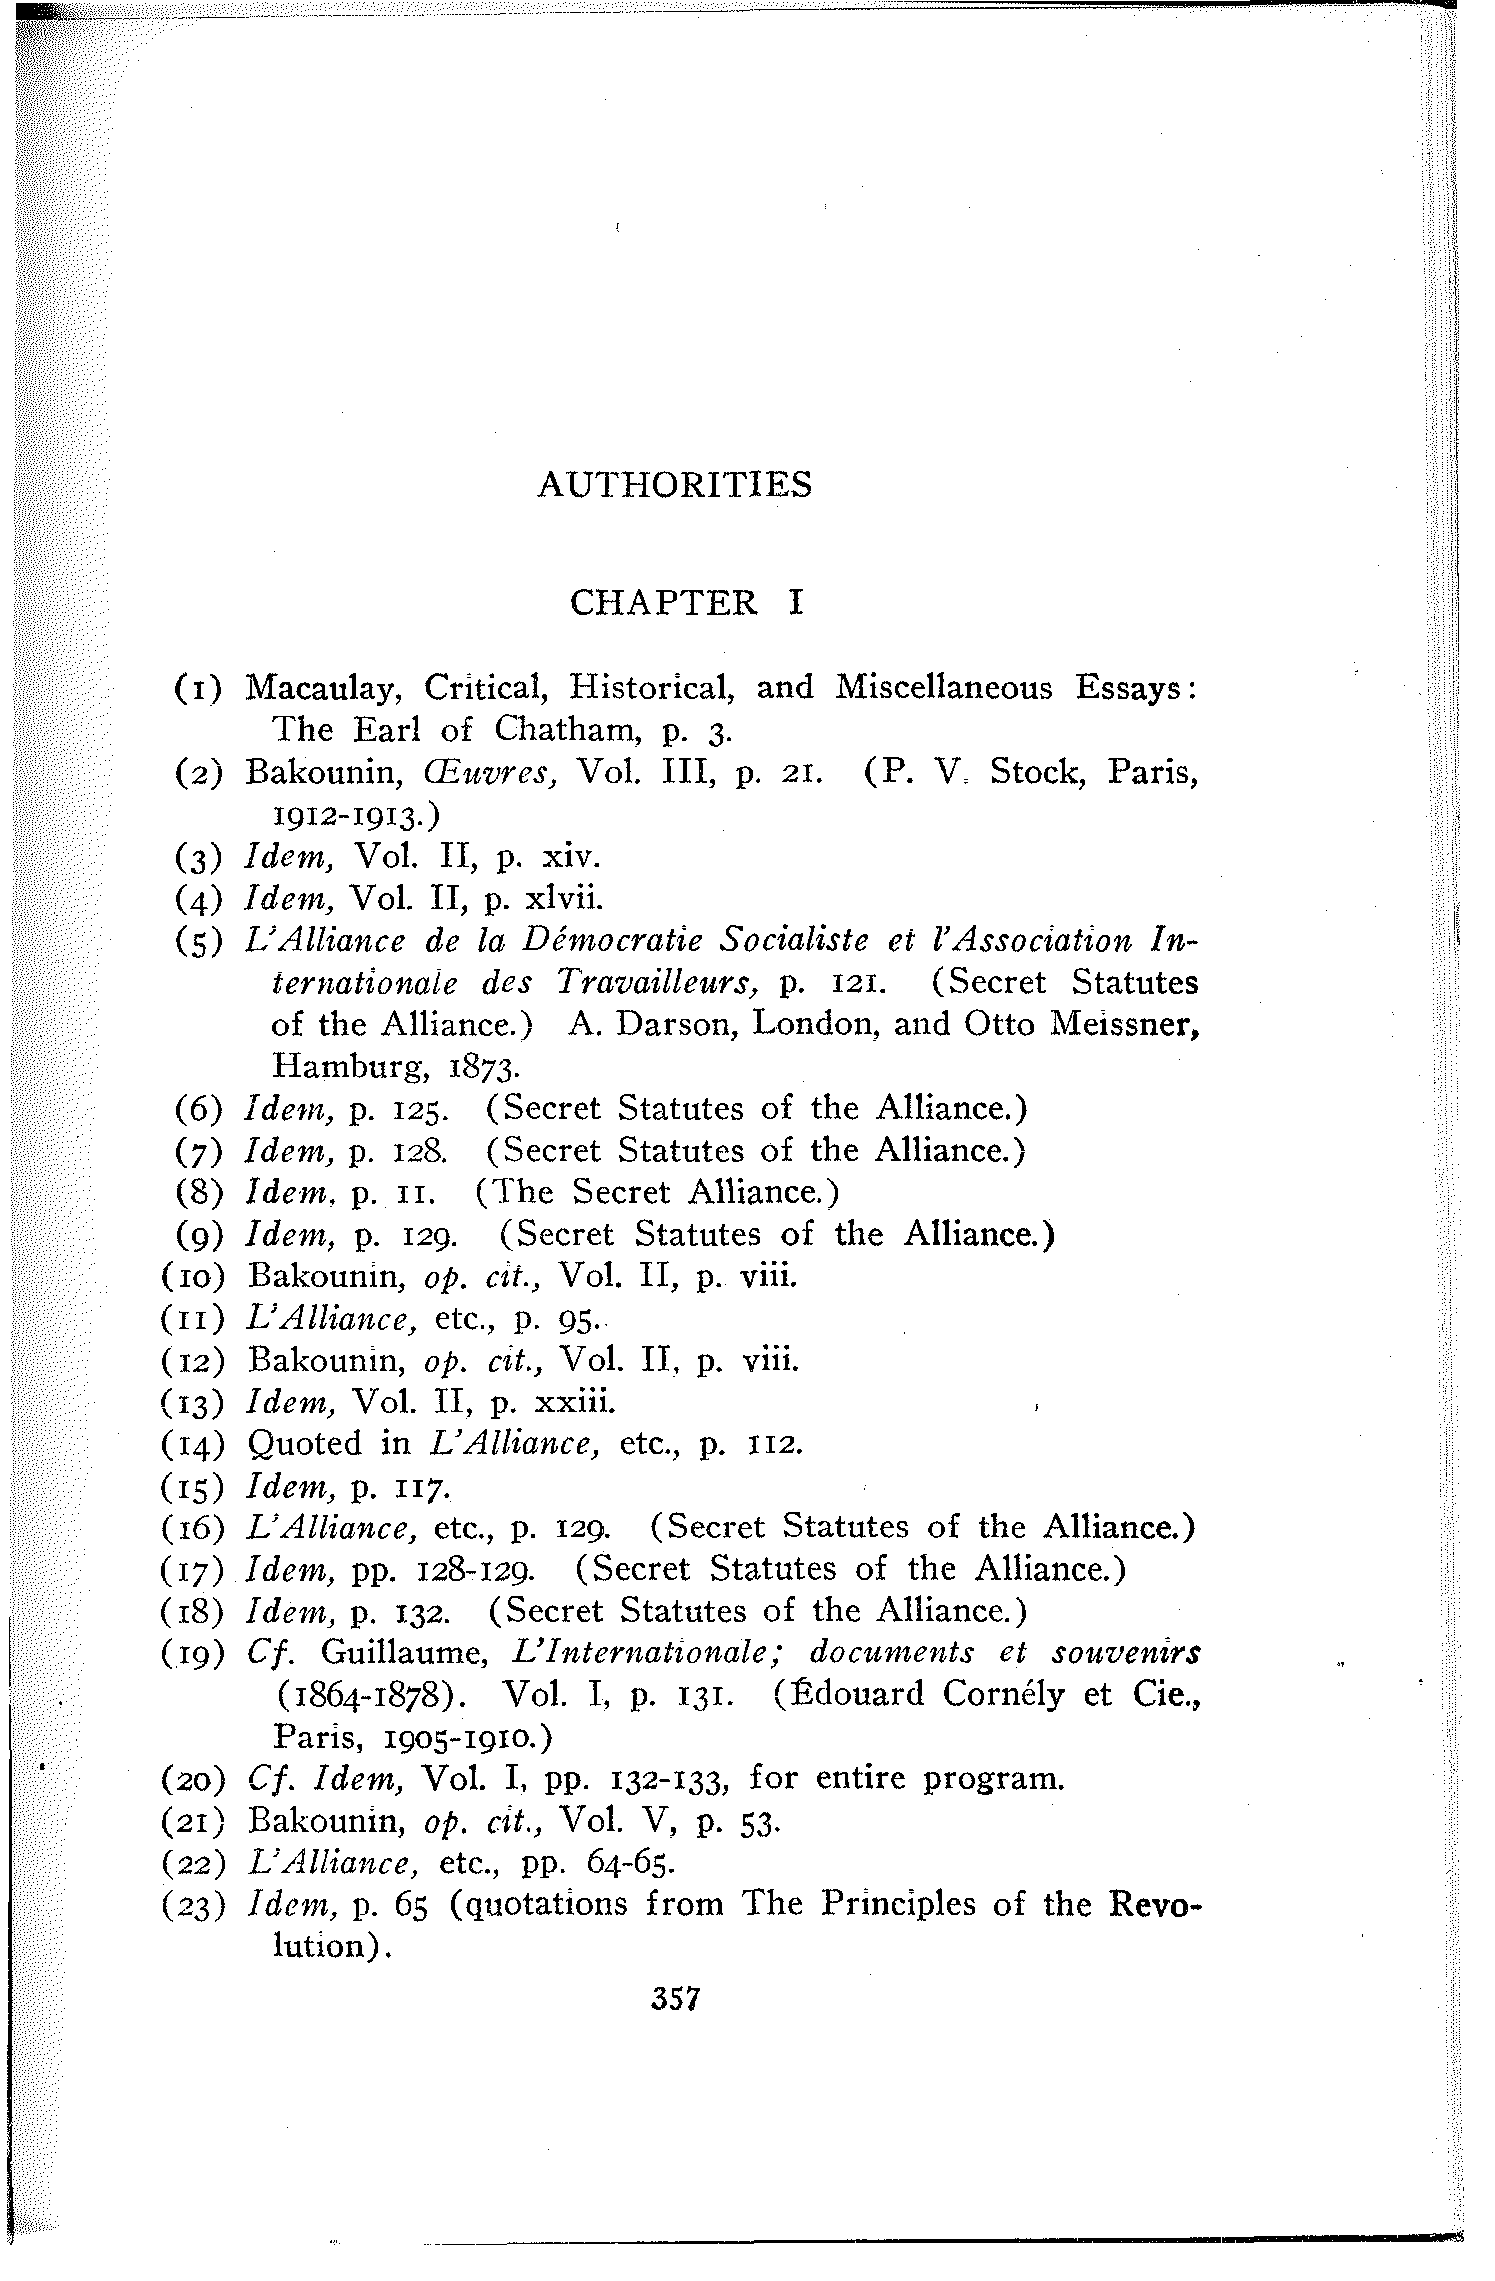 AUTHORITIES
CHAPTER I
(1) Macaulay, Critical, Historical, and Miscellaneous Essays:
The Earl of Chatham, p. 3.
(2) Bakounin, Œuvres, Vol. III, p. 21. (P. V. Stock, Paris,
1912-1913.)
(3) Idem, Vol. II, p. xiv.
(4) Idem, Vol. II, p. xlvii.
(5) L'Alliance de la Démocratie Socialiste et l'Association In-
ternationale des Travailleurs, p. 121. (Secret Statutes
of the Alliance.) A. Darson, London, and Otto Meissner,
Hamburg, 1873.
(6) Idem, p. 125. (Secret Statutes of the Alliance.)
(7) Idem, p. 128. (Secret Statutes of the Alliance.)
(8) Idem, p. 11. (The Secret Alliance.)
(9) Idem, p. 129. (Secret Statutes of the Alliance.)
(10) Bakounin, op. cit., Vol. II, p. viii.
(11) L'Alliance, etc., p. 95.
(12) Bakounin, op. cit., Vol. II, p. viii.
(13) Idem, Vol. II, p. xxiii.
(14) Quoted in L'Alliance, etc., p. 112.
(15) Idem, p. 117.
(16) L'Alliance, etc., p. 129. (Secret Statutes of the Alliance.)
(17) Idem, pp. 128-129. (Secret Statutes of the Alliance.)
(18) Idem, p. 132. (Secret Statutes of the Alliance.)
(19) Cf. Guillaume, L'Internationale; documents et souvenirs
(1864-1878). Vol. I, p. 131. (Édouard Cornély et Cie.,
Paris, 1905-1910.)
(20) Cf. Idem, Vol. I, pp. 132-133, for entire program.
(21) Bakounin, op. cit., Vol. V, p. 53.
(22) L'Alliance, etc., pp. 64-65.
(23) Idem, p. 65 (quotations from The Principles of the Revo-
lution).
357